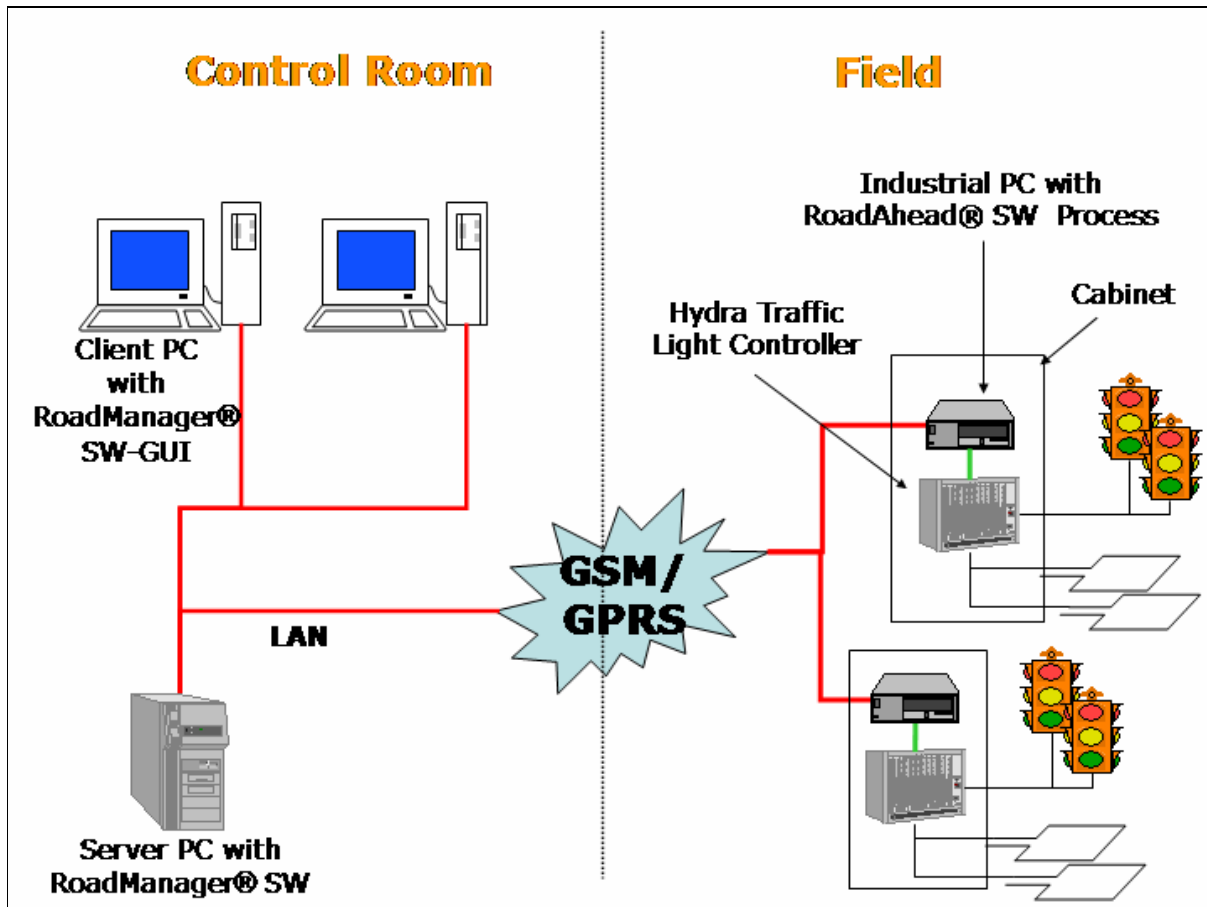 Control Room
Field
Industrial PC with
RoadAhead® SW Process
Cabinet
Hydra Traffic
Light Controller
Client PC
with
RoadManager®
SW-GUI
GSM/
GPRS
LAN
Server PC with
RoadManager® SW